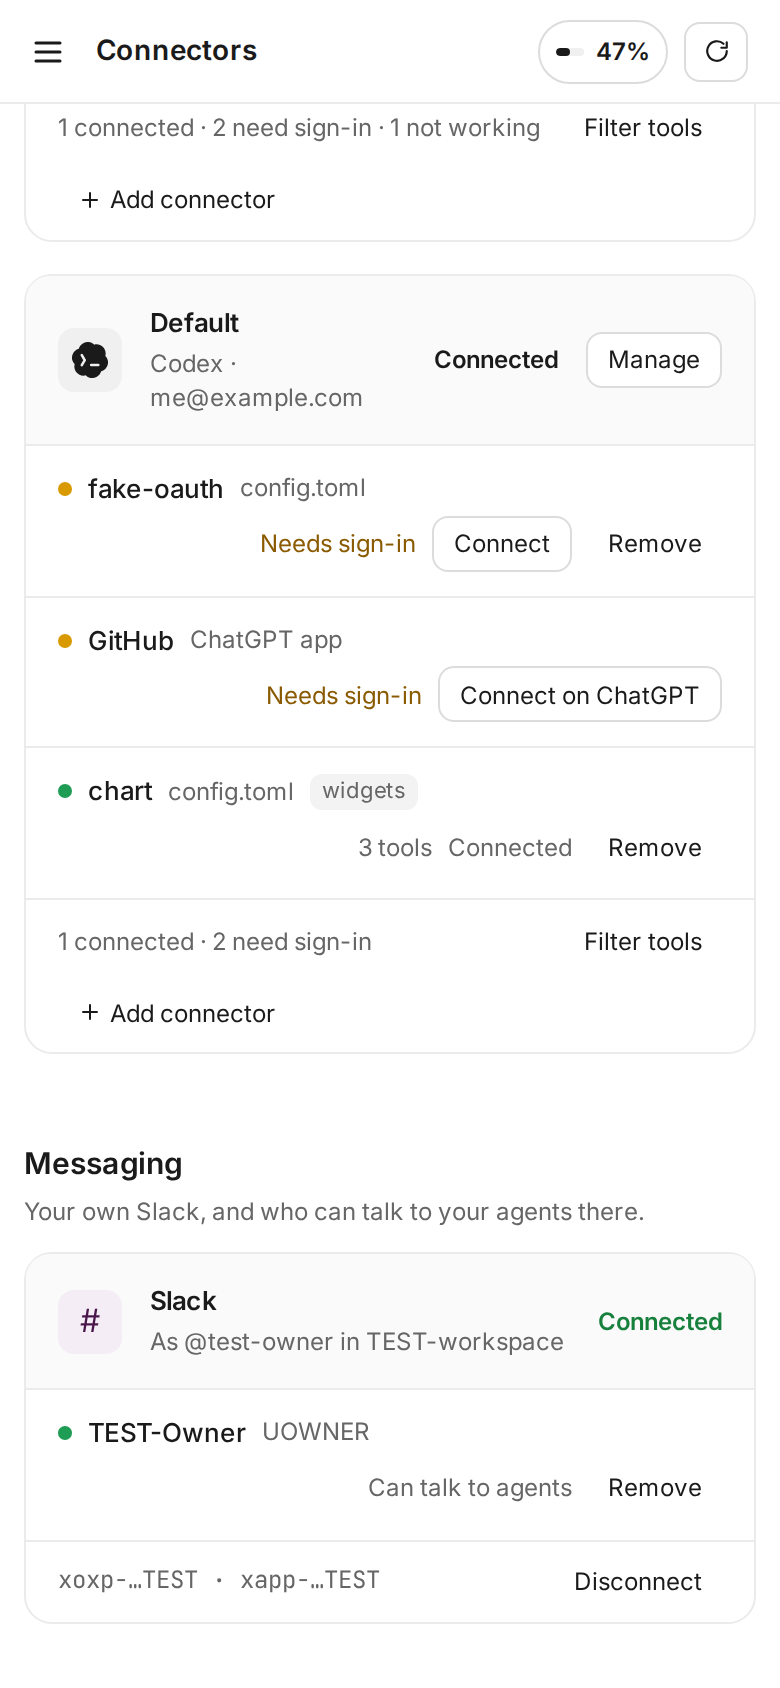 Connectors
47%
1 connected · 2 need sign-in · 1 not working
Filter tools
+ Add connector
Default
Codex ·
me@example.com
Connected
Manage
fake-oauth config.toml
Needs sign-in
Connect
Remove
GitHub ChatGPT app
Needs sign-in
Connect on ChatGPT
chart config.toml widgets
3 tools Connected
Remove
1 connected · 2 need sign-in
Filter tools
+ Add connector
Messaging
Your own Slack, and who can talk to your agents there.
#
Slack
As @test-owner in TEST-workspace
Connected
TEST-Owner UOWNER
Can talk to agents
Remove
xoxp-…TEST · xapp-…TEST
Disconnect